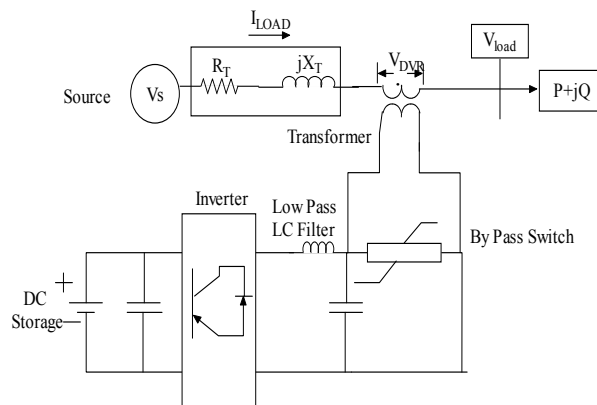 I_LOAD
R_T
jX_T
V_DVR
V_load
Source
Vs
P+jQ
Transformer
Inverter
Low Pass
LC Filter
By Pass Switch
+
DC
Storage